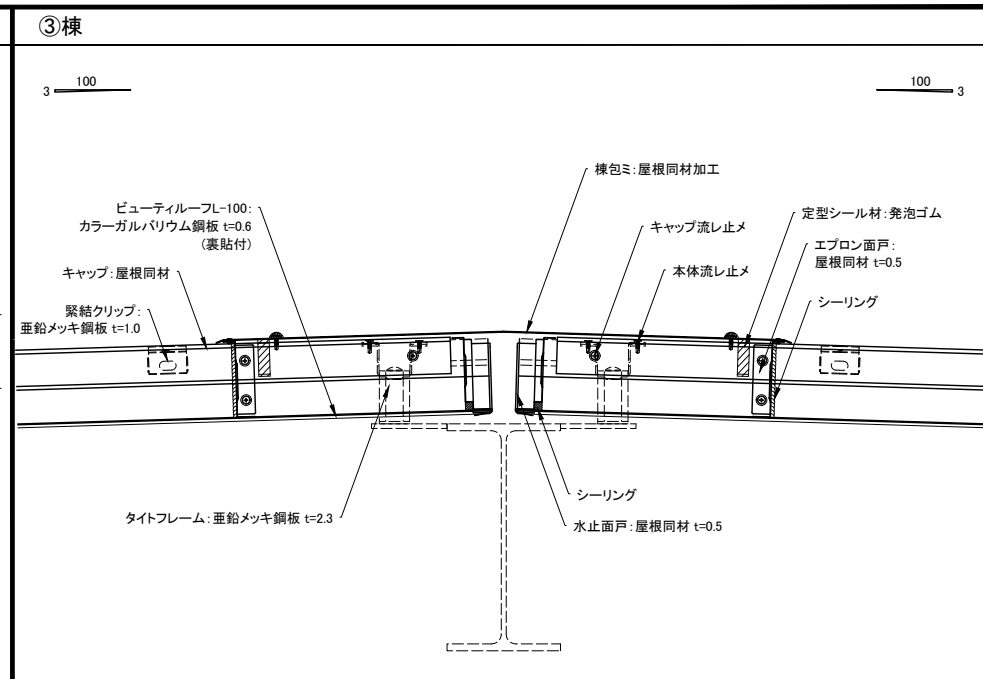 ③棟
100
3
100
3
棟包ミ：屋根同材加工
ビューティルーフL-100：
カラーガルバリウム鋼板 t=0.6
（裏貼付）
キャップ流レ止メ
定型シール材：発泡ゴム
エプロン面戸：
屋根同材 t=0.5
キャップ：屋根同材
本体流レ止メ
緊結クリップ：
亜鉛メッキ鋼板 t=1.0
シーリング
シーリング
タイトフレーム：亜鉛メッキ鋼板 t=2.3
水止面戸：屋根同材 t=0.5